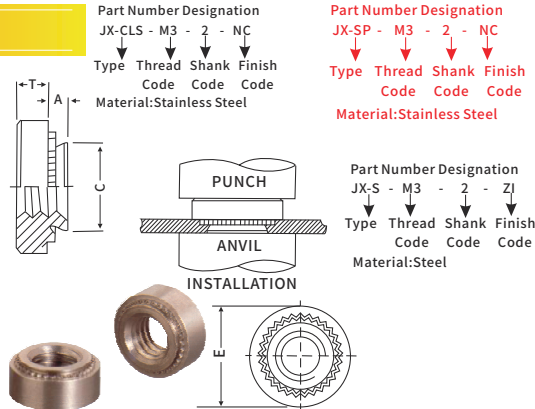 Part Number Designation
JX-CLS - M3 - 2 - NC
Type Thread Shank Finish
Code Code Code
Material:Stainless Steel
Part Number Designation
JX-SP - M3 - 2 - NC
Type Thread Shank Finish
Code Code Code
Material:Stainless Steel
T
A
C
PUNCH
ANVIL
INSTALLATION
Part Number Designation
JX-S - M3 - 2 - ZI
Type Thread Shank Finish
Code Code Code
Material:Steel
E